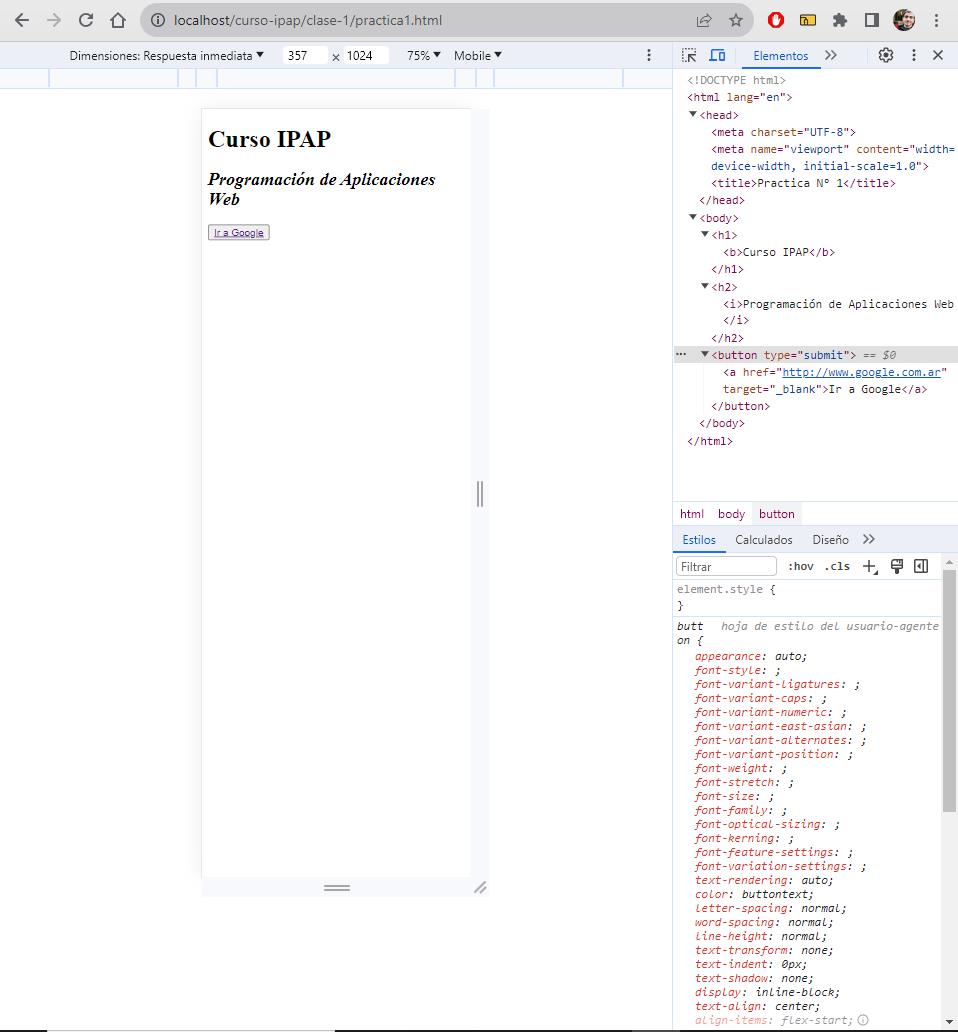 localhost/curso-ipap/clase-1/practica1.html
Dimensiones: Respuesta inmediata ▼ 357 × 1024 75% ▼ Mobile ▼
Elementos
Curso IPAP
Programación de Aplicaciones
Web
Ir a Google
<!DOCTYPE html>
<html lang="en">
▼<head>
<meta charset="UTF-8">
<meta name="viewport" content="width=
device-width, initial-scale=1.0">
<title>Practica Nº 1</title>
</head>
▼<body>
▼<h1>
<b>Curso IPAP</b>
</h1>
▼<h2>
<i>Programación de Aplicaciones Web
</i>
</h2>
··· ▼<button type="submit"> == $0
<a href="http://www.google.com.ar"
target="_blank">Ir a Google</a>
</button>
</body>
</html>
html body button
Estilos Calculados Diseño
Filtrar :hov .cls
element.style {
}
butt hoja de estilo del usuario-agente
on {
appearance: auto;
font-style: ;
font-variant-ligatures: ;
font-variant-caps: ;
font-variant-numeric: ;
font-variant-east-asian: ;
font-variant-alternates: ;
font-variant-position: ;
font-weight: ;
font-stretch: ;
font-size: ;
font-family: ;
font-optical-sizing: ;
font-kerning: ;
font-feature-settings: ;
font-variation-settings: ;
text-rendering: auto;
color: buttontext;
letter-spacing: normal;
word-spacing: normal;
line-height: normal;
text-transform: none;
text-indent: 0px;
text-shadow: none;
display: inline-block;
text-align: center;
align-items: flex-start;